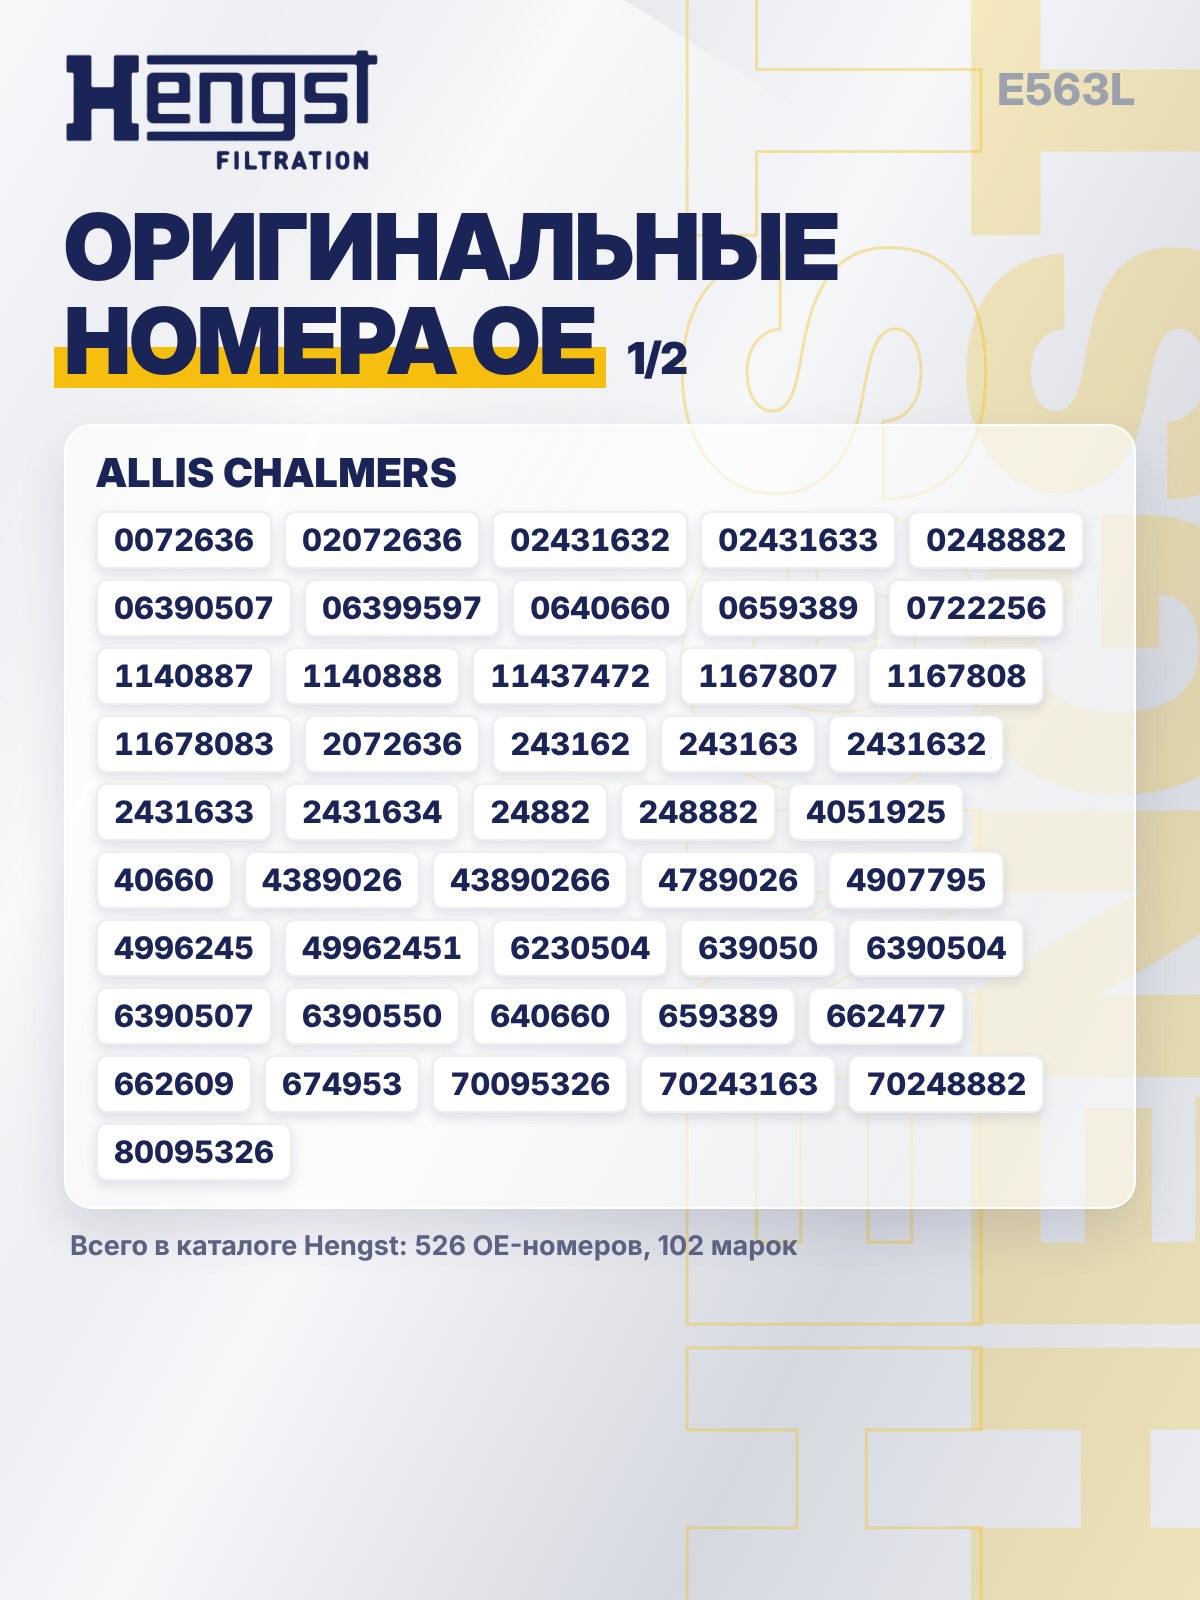 Hengst
FILTRATION
E563L
ОРИГИНАЛЬНЫЕ
НОМЕРА ОЕ 1/2
ALLIS CHALMERS
0072636 02072636 02431632 02431633 0248882
06390507 06399597 0640660 0659389 0722256
1140887 1140888 11437472 1167807 1167808
11678083 2072636 243162 243163 2431632
2431633 2431634 24882 248882 4051925
40660 4389026 43890266 4789026 4907795
4996245 49962451 6230504 639050 6390504
6390507 6390550 640660 659389 662477
662609 674953 70095326 70243163 70248882
80095326
Всего в каталоге Hengst: 526 ОЕ-номеров, 102 марок
HENGST
HENGST